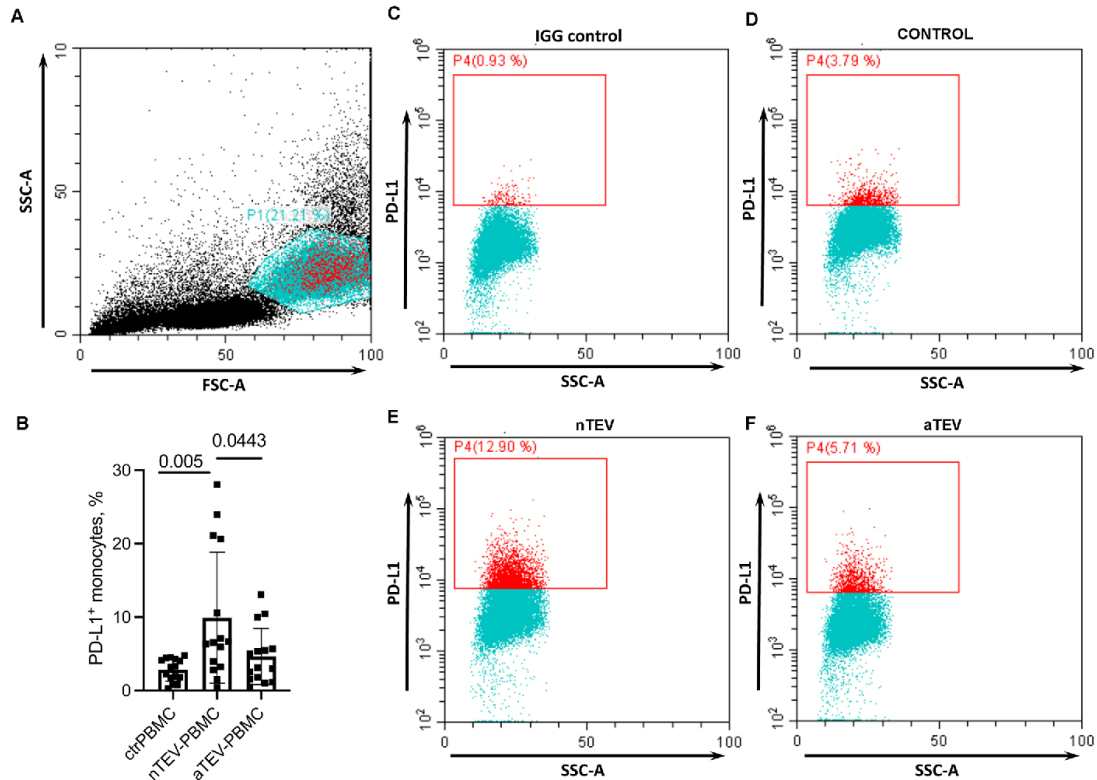 A
10
50
0
SSC-A
P1(21.21 %)
0
50
100
FSC-A
C
IGG control
P4(0.93 %)
10^6
10^5
10^4
10^3
10^2
PD-L1
0
50
100
SSC-A
D
CONTROL
P4(3.79 %)
10^6
10^5
10^4
10^3
10^2
PD-L1
0
50
100
SSC-A
B
0.0443
0.005
30
20
10
0
PD-L1⁺ monocytes, %
ctrPBMC
nTEV-PBMC
aTEV-PBMC
E
nTEV
P4(12.90 %)
10^6
10^5
10^4
10^3
10^2
PD-L1
0
50
100
SSC-A
F
aTEV
P4(5.71 %)
10^6
10^5
10^4
10^3
10^2
PD-L1
0
50
100
SSC-A